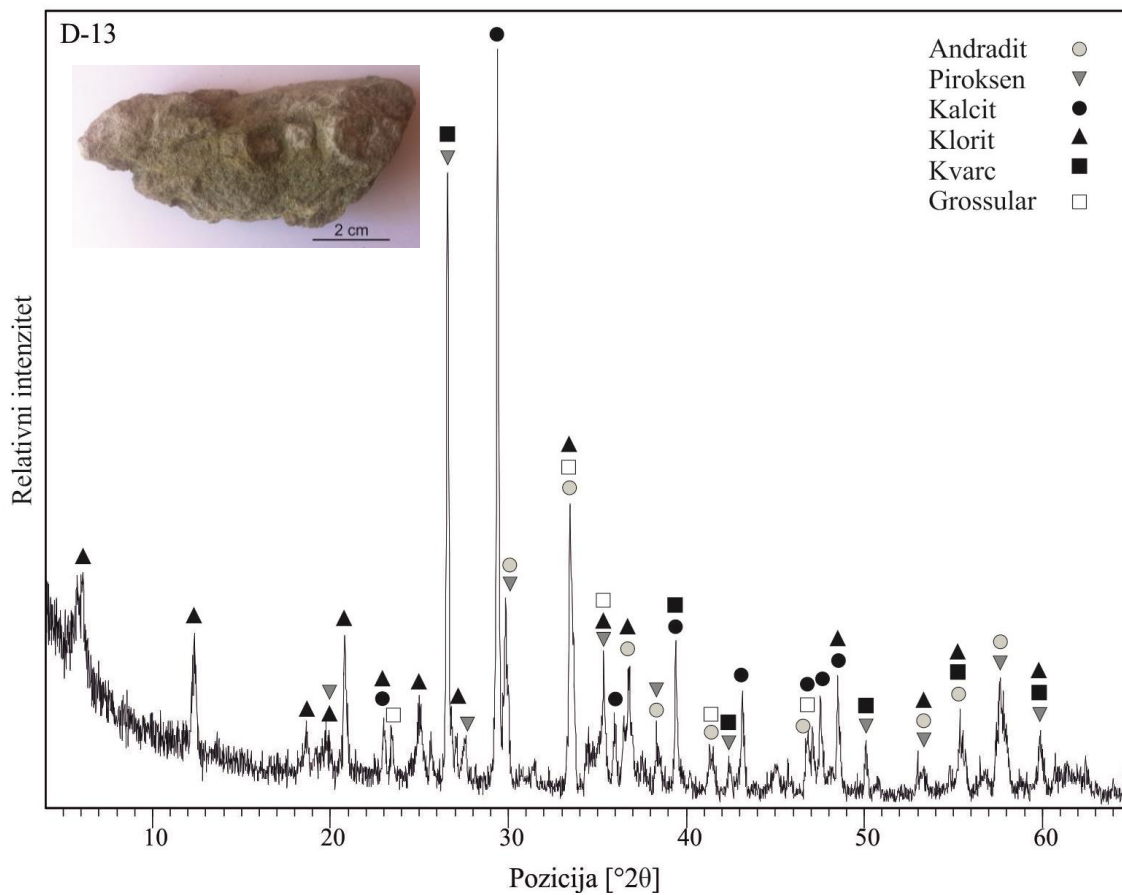 D-13
2 cm
Andradit
Piroksen
Kalcit
Klorit
Kvarc
Grossular
Relativni intenzitet
10 20 30 40 50 60
Pozicija [°2θ]